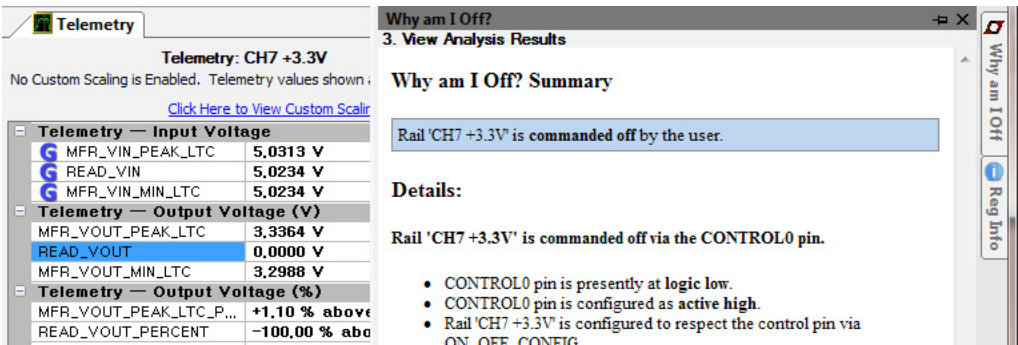 Telemetry
Telemetry: CH7 +3.3V
No Custom Scaling is Enabled. Telemetry values shown
Click Here to View Custom Scalin
Telemetry — Input Voltage
G MFR_VIN_PEAK_LTC 5.0313 V
G READ_VIN 5.0234 V
G MFR_VIN_MIN_LTC 5.0234 V
Telemetry — Output Voltage (V)
MFR_VOUT_PEAK_LTC 3.3364 V
READ_VOUT 0.0000 V
MFR_VOUT_MIN_LTC 3.2988 V
Telemetry — Output Voltage (%)
MFR_VOUT_PEAK_LTC_P... +1.10 % above
READ_VOUT_PERCENT -100.00 % abo
Why am I Off?
3. View Analysis Results
Why am I Off? Summary
Rail 'CH7 +3.3V' is commanded off by the user.
Details:
Rail 'CH7 +3.3V' is commanded off via the CONTROL0 pin.
• CONTROL0 pin is presently at logic low.
• CONTROL0 pin is configured as active high.
• Rail 'CH7 +3.3V' is configured to respect the control pin via
ON_OFF_CONFIG
Why am I Off
Reg Info